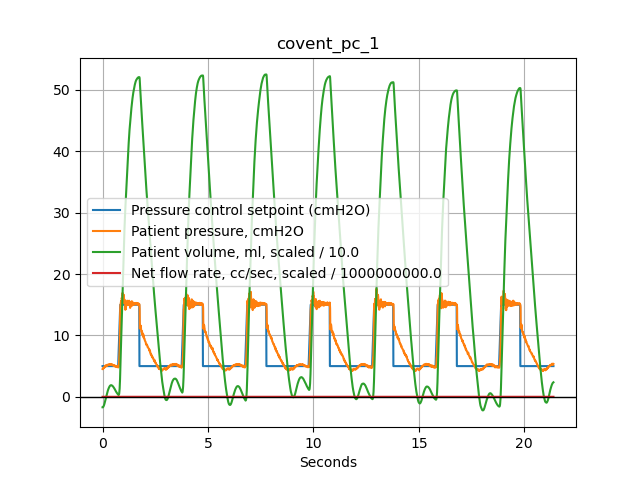 covent_pc_1
50
40
30
20
10
0
Pressure control setpoint (cmH2O)
Patient pressure, cmH2O
Patient volume, ml, scaled / 10.0
Net flow rate, cc/sec, scaled / 1000000000.0
0 5 10 15 20
Seconds